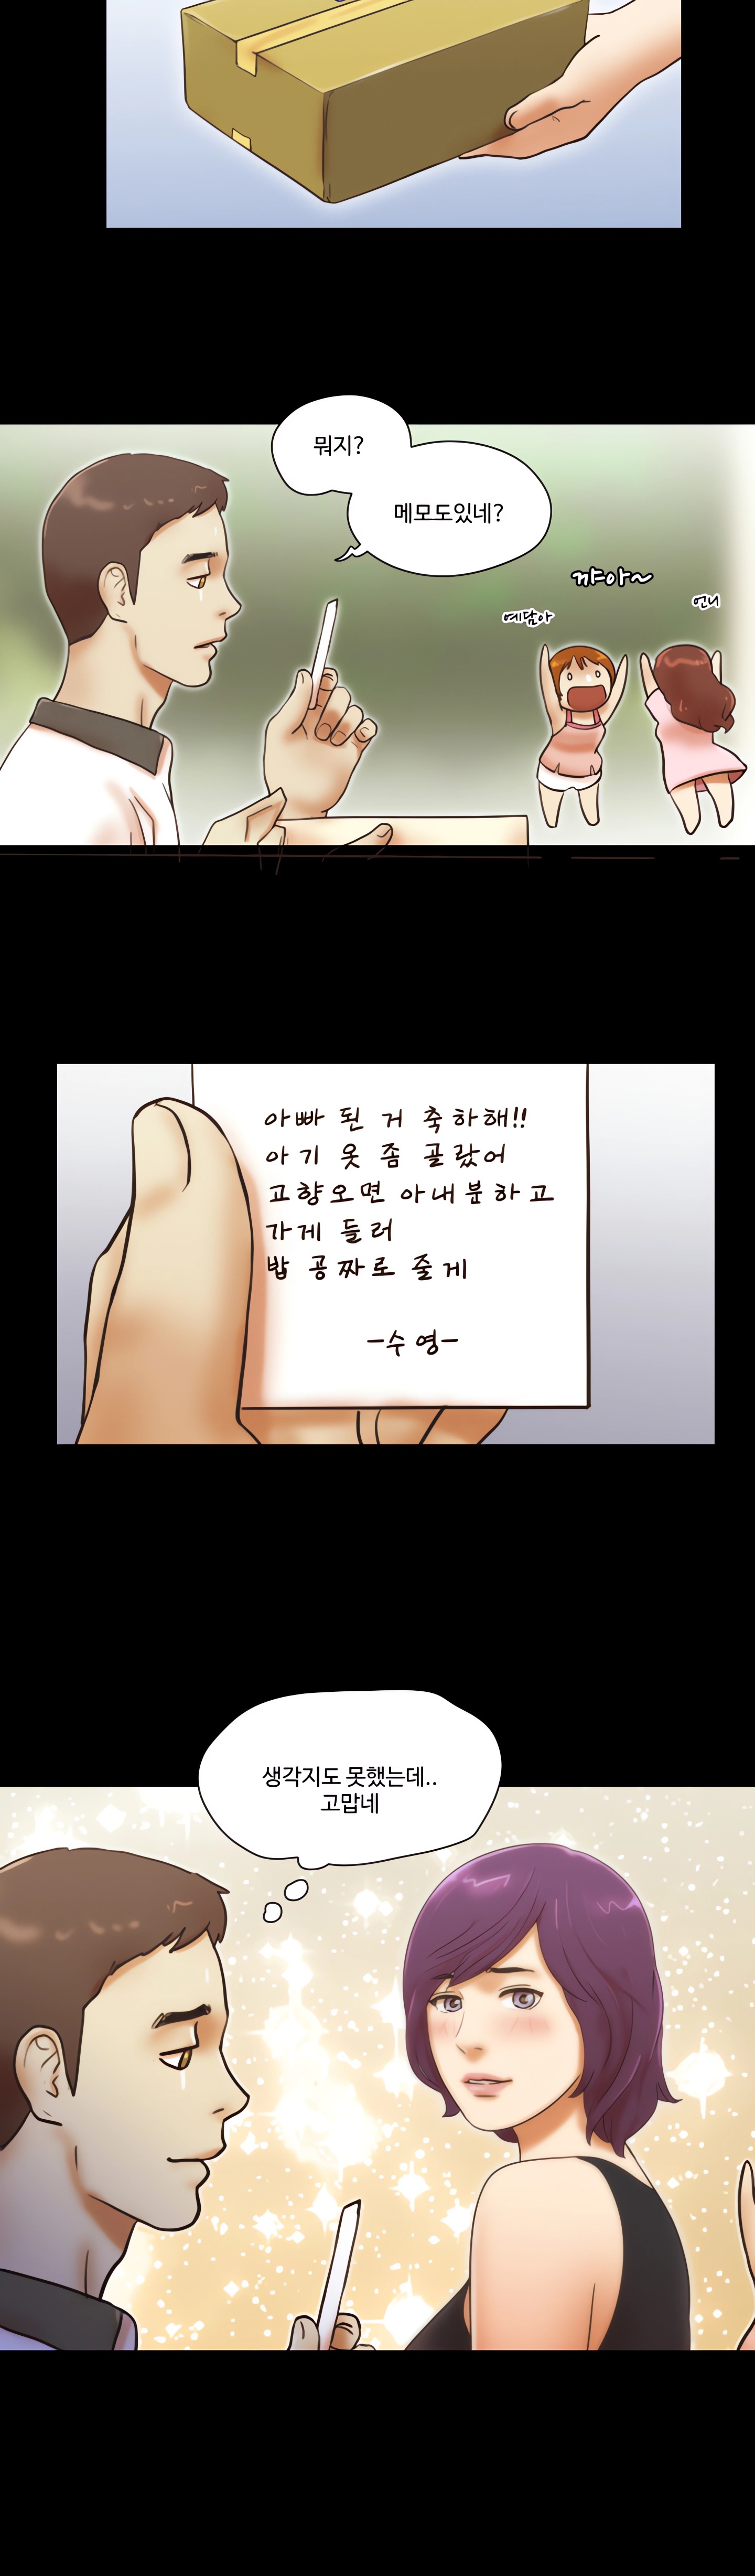 뭐지?
메모도있네?
꺄아~
언니
예담아
아빠 된 거 축하해!!
아기 옷 좀 골랐어
고향오면 아내분하고
가게 들러
밥 공짜로 줄게
-수영-
생각지도 못했는데..
고맙네